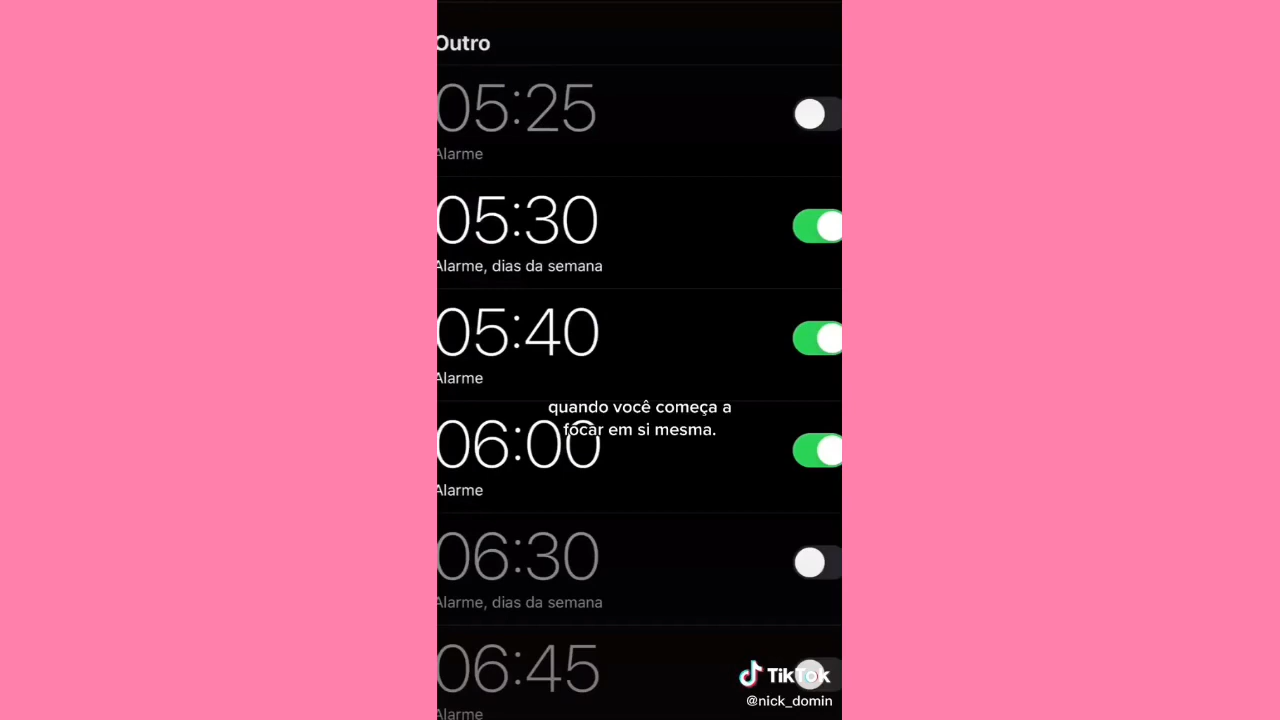 Outro
05:25
Alarme
05:30
Alarme, dias da semana
05:40
Alarme
quando você começa a
focar em si mesma.
06:00
Alarme
06:30
Alarme, dias da semana
06:45
Alarme
TikTok
@nick_domin